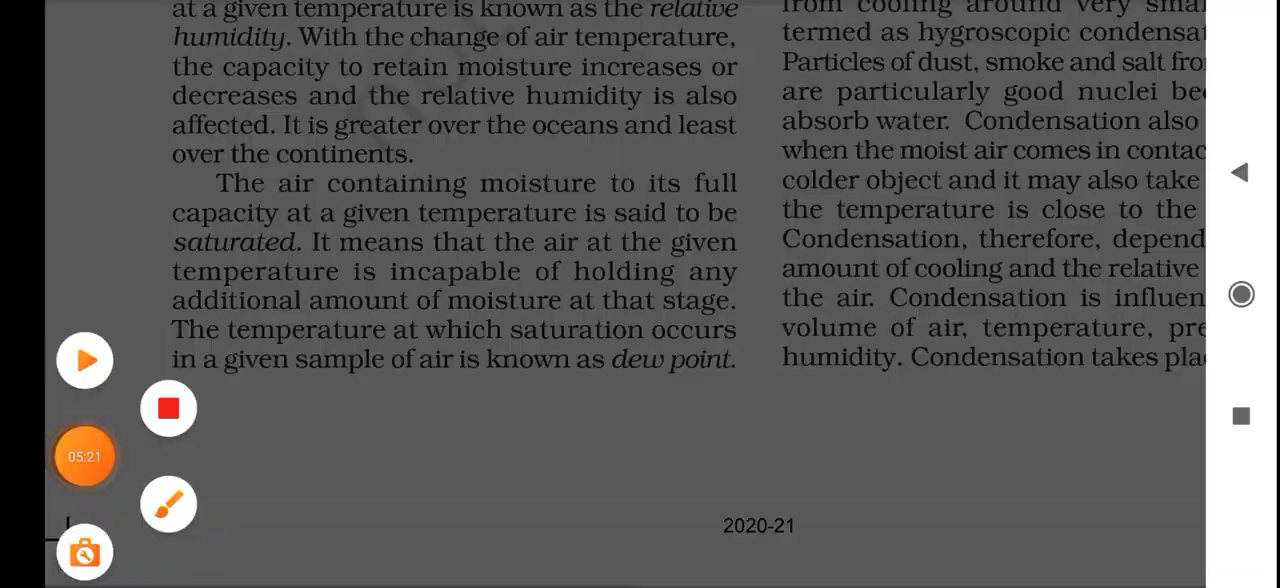 at a given temperature is known as the relative
humidity. With the change of air temperature,
the capacity to retain moisture increases or
decreases and the relative humidity is also
affected. It is greater over the oceans and least
over the continents.
The air containing moisture to its full
capacity at a given temperature is said to be
saturated. It means that the air at the given
temperature is incapable of holding any
additional amount of moisture at that stage.
The temperature at which saturation occurs
in a given sample of air is known as dew point.
from cooling around very smal
termed as hygroscopic condensat
Particles of dust, smoke and salt fro
are particularly good nuclei be
absorb water. Condensation also
when the moist air comes in contac
colder object and it may also take
the temperature is close to the
Condensation, therefore, depend
amount of cooling and the relative
the air. Condensation is influen
volume of air, temperature, pre
humidity. Condensation takes pla
05:21
2020-21